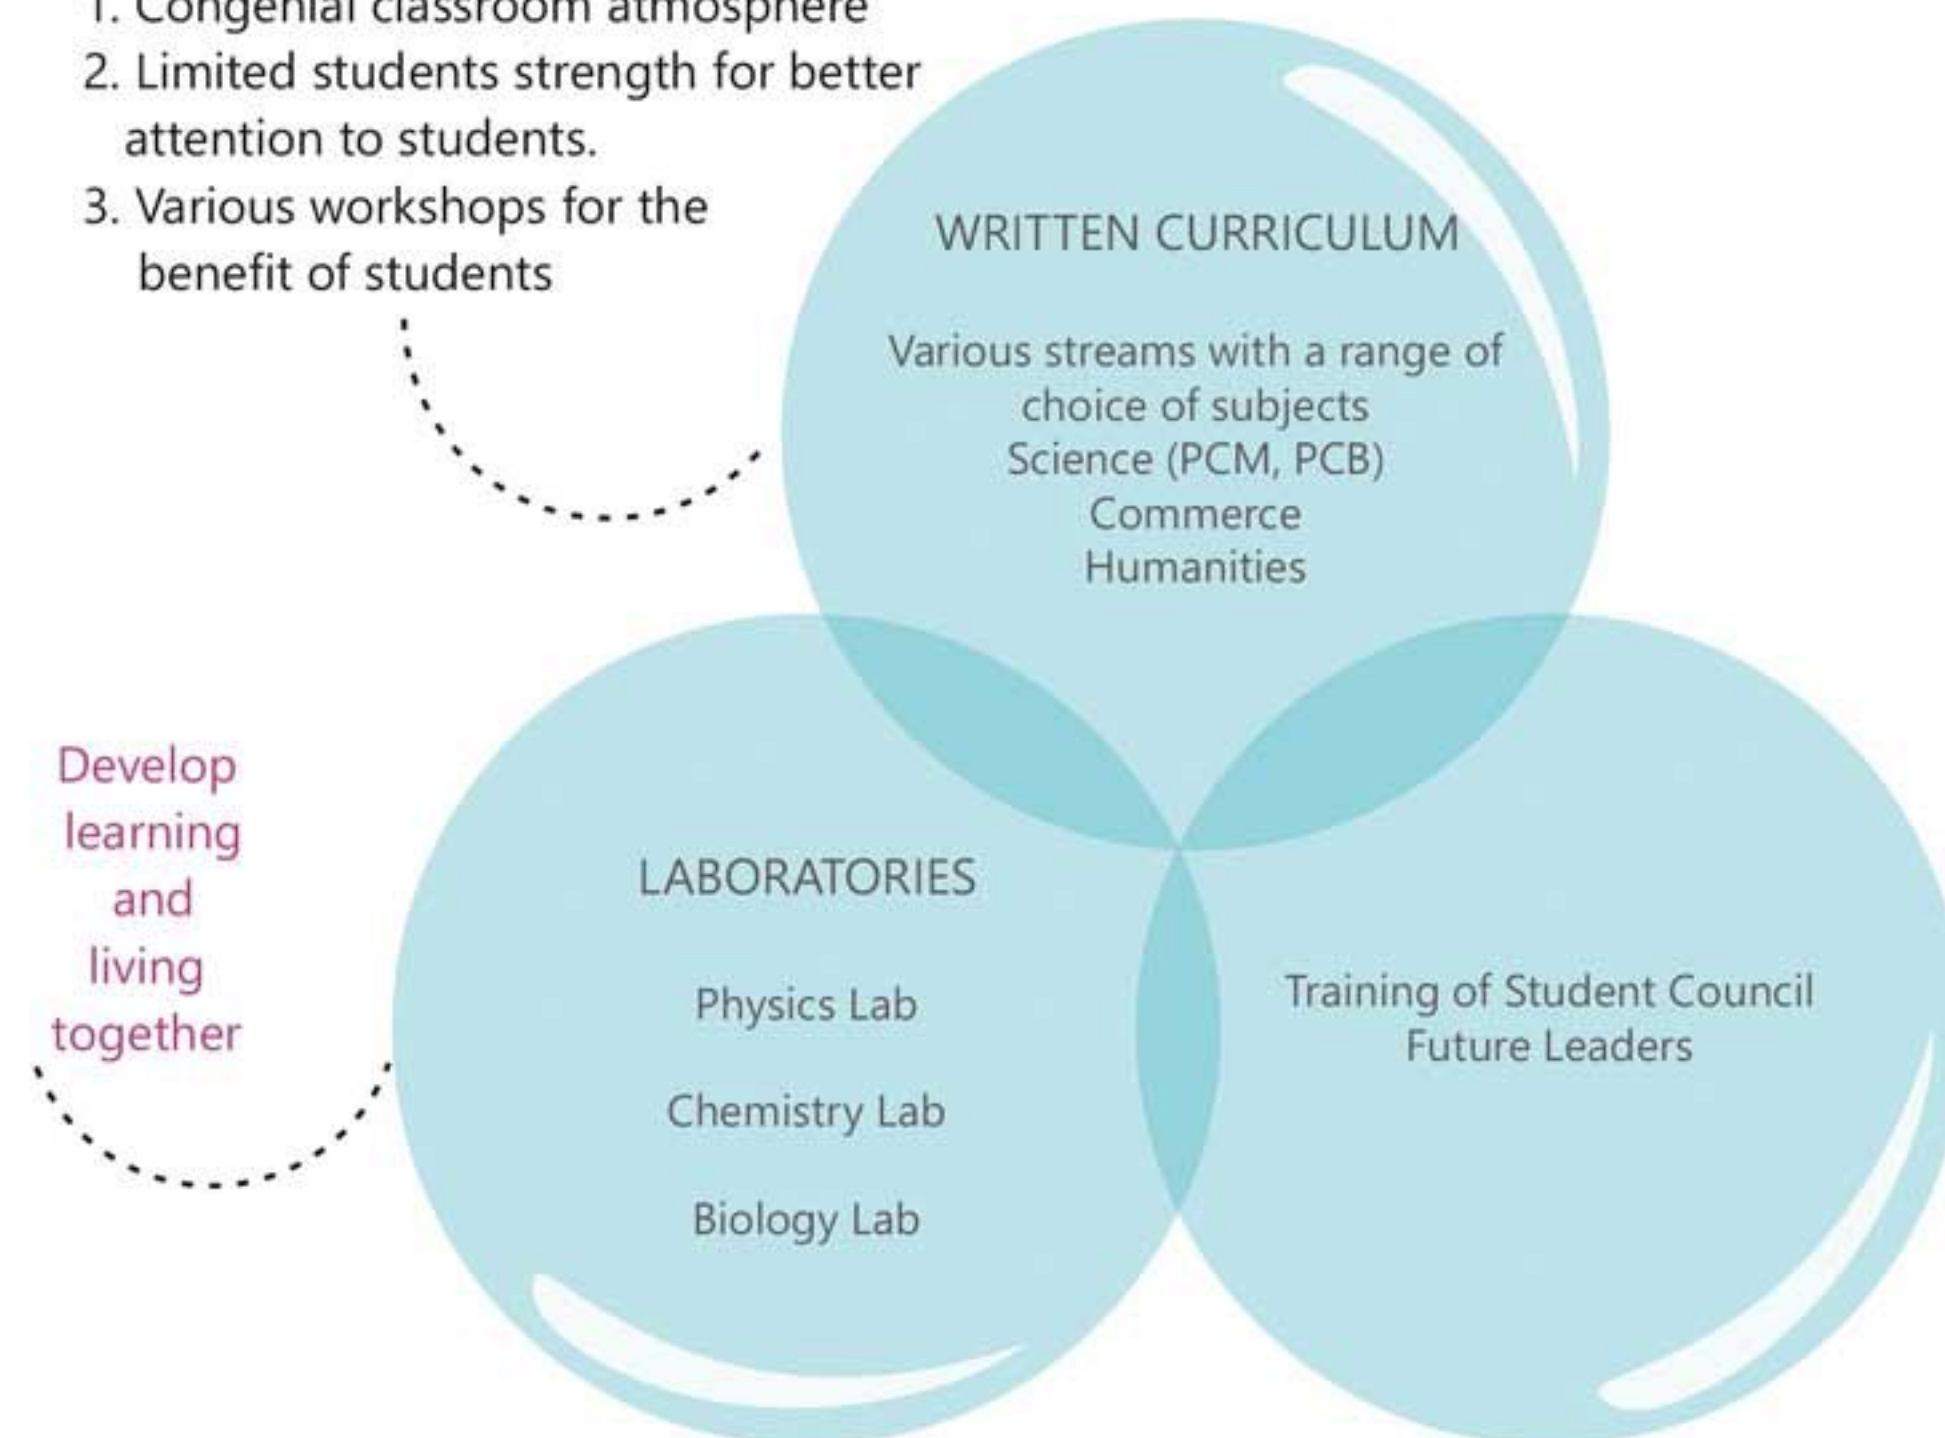 1. Congenial classroom atmosphere
2. Limited students strength for better
attention to students.
3. Various workshops for the
benefit of students
WRITTEN CURRICULUM
Various streams with a range of
choice of subjects
Science (PCM, PCB)
Commerce
Humanities
Develop
learning
and
living
together
LABORATORIES
Physics Lab
Chemistry Lab
Biology Lab
Training of Student Council
Future Leaders